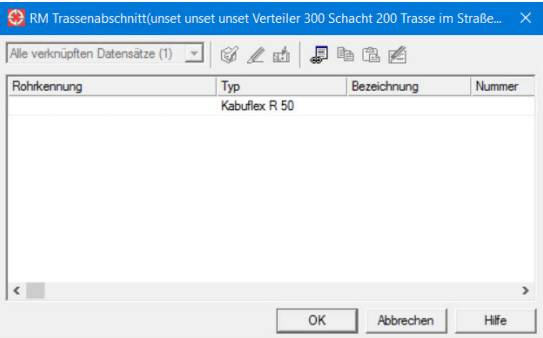 RM Trassenabschnitt(unset unset unset Verteiler 300 Schacht 200 Trasse im Straße...
Alle verknüpften Datensätze (1)
Rohrkennung Typ Bezeichnung Nummer
Kabuflex R 50
OK Abbrechen Hilfe